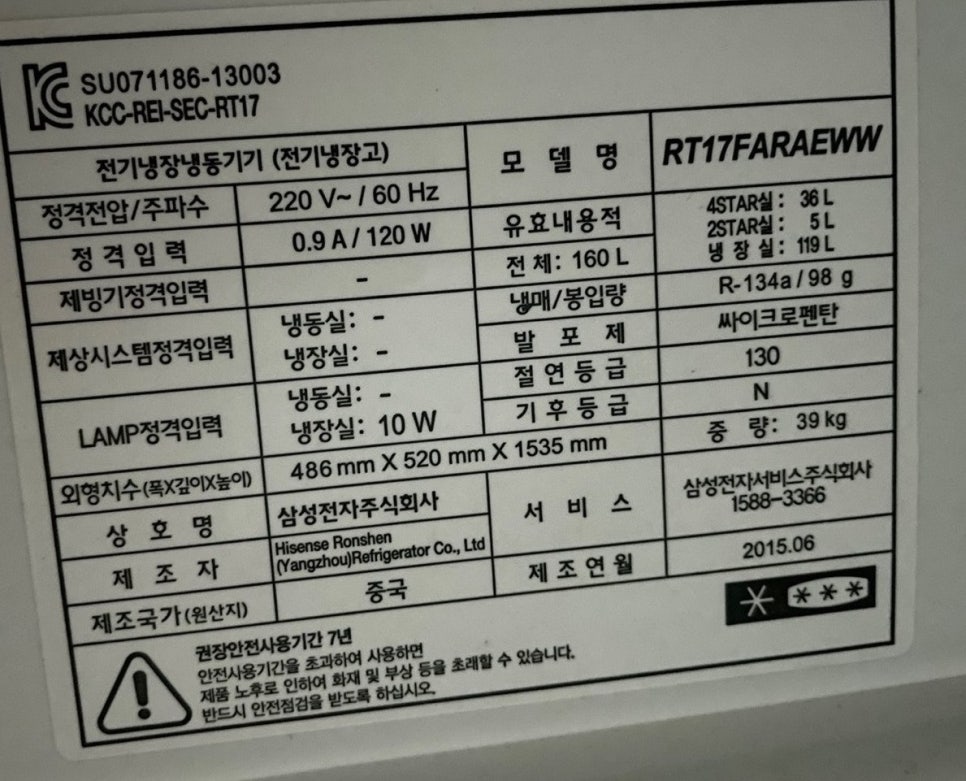 KC SU071186-13003
KCC-REI-SEC-RT17
전기냉장냉동기기 (전기냉장고)
모 델 명 RT17FARAEWW
정격전압/주파수 220 V~ / 60 Hz
정 격 입 력 0.9 A / 120 W
유효내용적
전 체: 160 L
4STAR실: 36 L
2STAR실: 5 L
냉 장 실: 119 L
제빙기정격입력 -
냉매/봉입량 R-134a / 98 g
제상시스템정격입력
냉동실: -
냉장실: -
발 포 제 싸이크로펜탄
절 연 등 급 130
LAMP정격입력
냉동실: -
냉장실: 10 W
기 후 등 급 N
외형치수(폭X깊이X높이) 486 mm X 520 mm X 1535 mm
중 량: 39 kg
상 호 명 삼성전자주식회사
서 비 스
삼성전자서비스주식회사
1588-3366
제 조 자
Hisense Ronshen
(Yangzhou)Refrigerator Co., Ltd
제 조 연 월 2015.06
제조국가(원산지) 중국
권장안전사용기간 7년
안전사용기간을 초과하여 사용하면
제품 노후로 인하여 화재 및 부상 등을 초래할 수 있습니다.
반드시 안전점검을 받도록 하십시오.